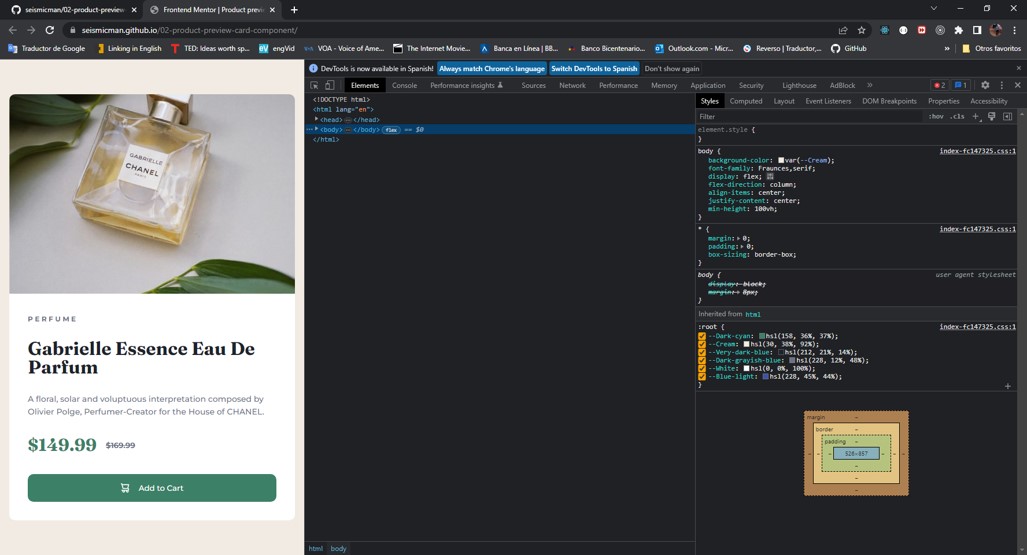 seismicman/02-product-preview-
Frontend Mentor | Product previ
seismicman.github.io/02-product-preview-card-component/
Traductor de Google
Linking in English
TED: Ideas worth sp...
engVid
VOA - Voice of Ame...
The Internet Movie...
Banca en Línea | BB...
Banco Bicentenario...
Outlook.com - Micr...
Reverso | Traductor,...
GitHub
»
Otros favoritos
GABRIELLE
CHANEL
PARIS
PERFUME
Gabrielle Essence Eau De
Parfum
A floral, solar and voluptuous interpretation composed by
Olivier Polge, Perfumer-Creator for the House of CHANEL.
$149.99 $169.99
Add to Cart
DevTools is now available in Spanish! Always match Chrome's language Switch DevTools to Spanish Don't show again
Elements Console Performance insights Sources Network Performance Memory Application Security Lighthouse AdBlock » 2 1
<!DOCTYPE html>
<html lang="en">
<head> … </head>
<body> … </body> flex == $0
</html>
html body
Styles Computed Layout Event Listeners DOM Breakpoints Properties Accessibility
Filter :hov .cls +
element.style {
}
body { index-fc147325.css:1
background-color: var(--Cream);
font-family: Fraunces,serif;
display: flex;
flex-direction: column;
align-items: center;
justify-content: center;
min-height: 100vh;
}
* { index-fc147325.css:1
margin: 0;
padding: 0;
box-sizing: border-box;
}
body { user agent stylesheet
display: block;
margin: 8px;
}
Inherited from html
:root { index-fc147325.css:1
--Dark-cyan: hsl(158, 36%, 37%);
--Cream: hsl(30, 38%, 92%);
--Very-dark-blue: hsl(212, 21%, 14%);
--Dark-grayish-blue: hsl(228, 12%, 48%);
--White: hsl(0, 0%, 100%);
--Blue-light: hsl(228, 45%, 44%);
}
margin –
border –
padding –
– – – 526×857 – – –
–
–
–